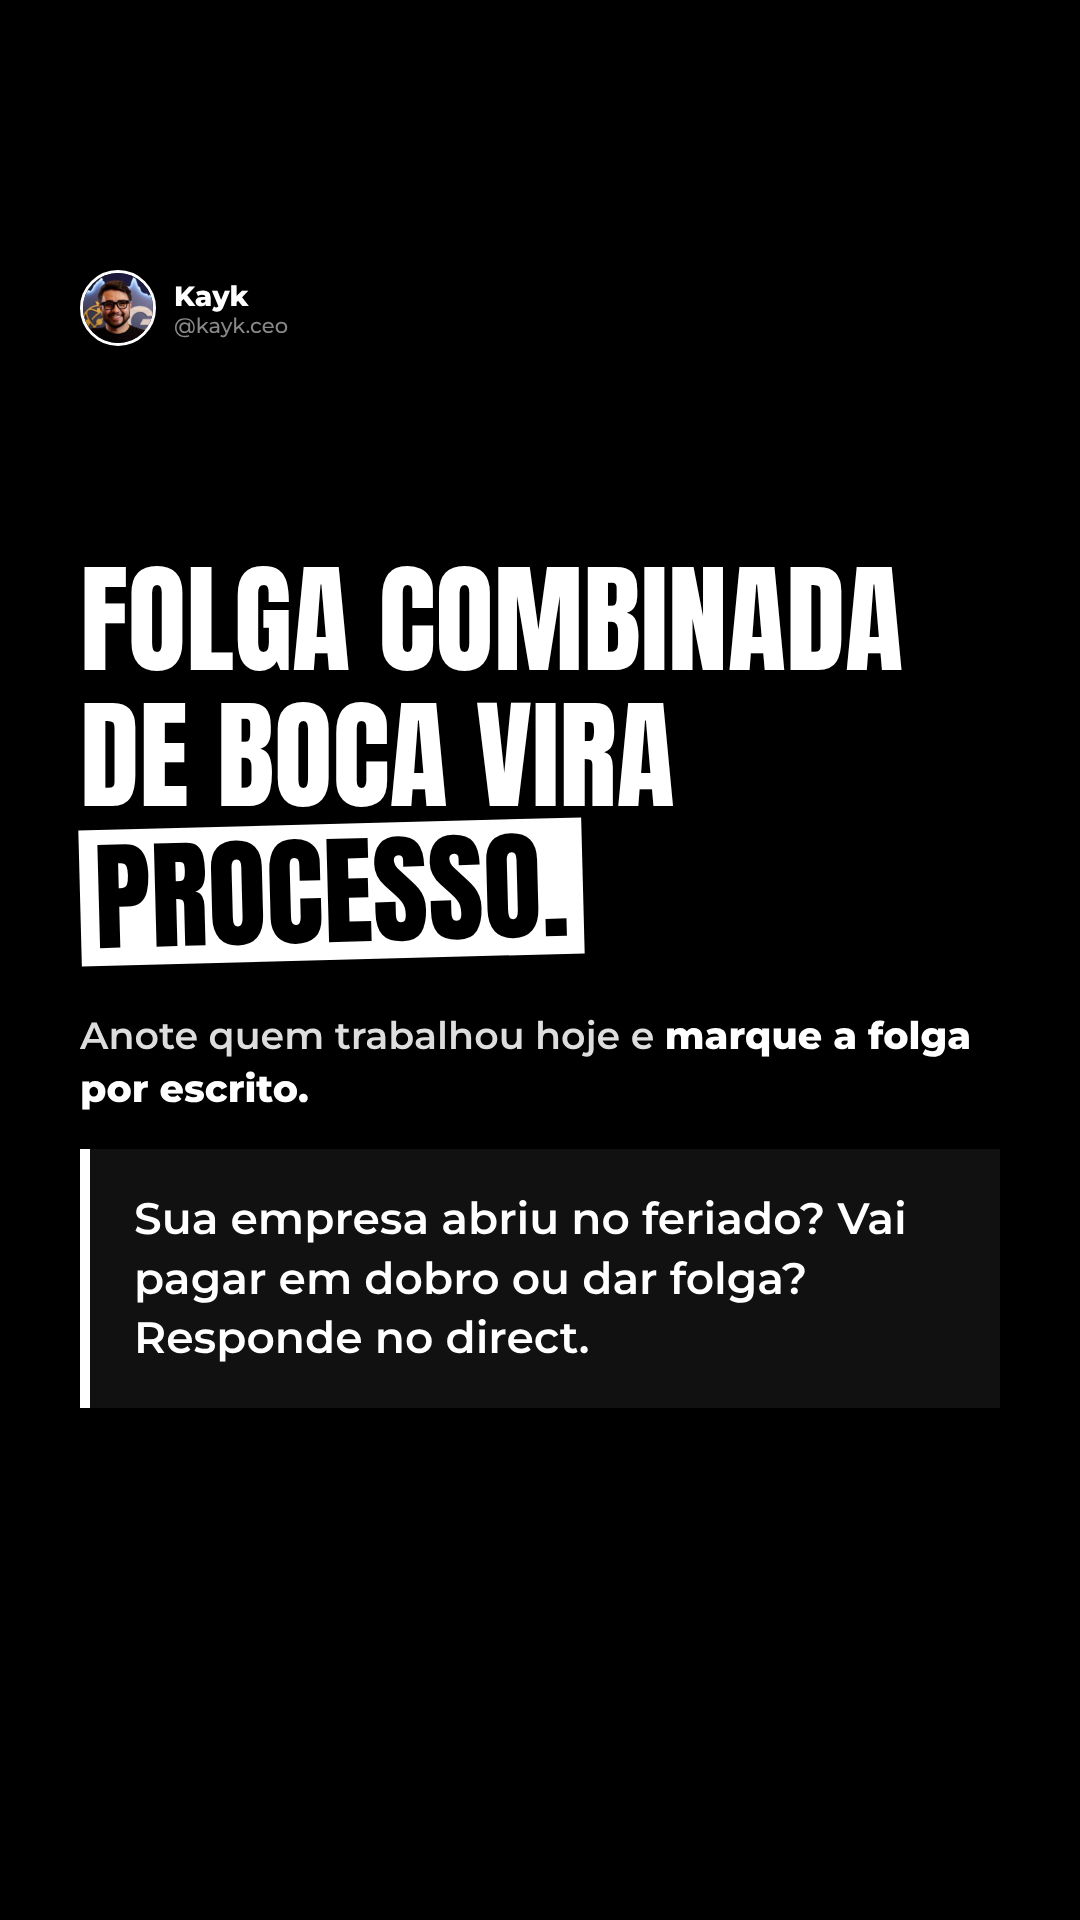 Kayk
@kayk.ceo
FOLGA COMBINADA
DE BOCA VIRA
PROCESSO.
Anote quem trabalhou hoje e marque a folga
por escrito.
Sua empresa abriu no feriado? Vai
pagar em dobro ou dar folga?
Responde no direct.